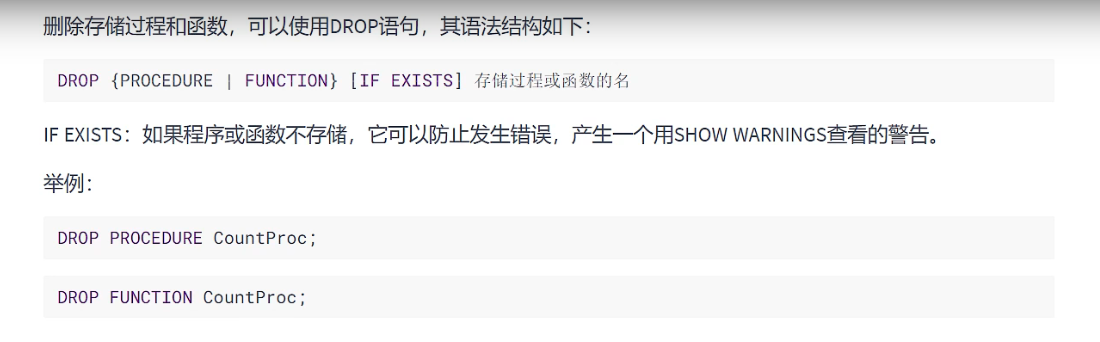 删除存储过程和函数，可以使用DROP语句，其语法结构如下：
DROP {PROCEDURE | FUNCTION} [IF EXISTS] 存储过程或函数的名
IF EXISTS：如果程序或函数不存储，它可以防止发生错误，产生一个用SHOW WARNINGS查看的警告。
举例：
DROP PROCEDURE CountProc;
DROP FUNCTION CountProc;